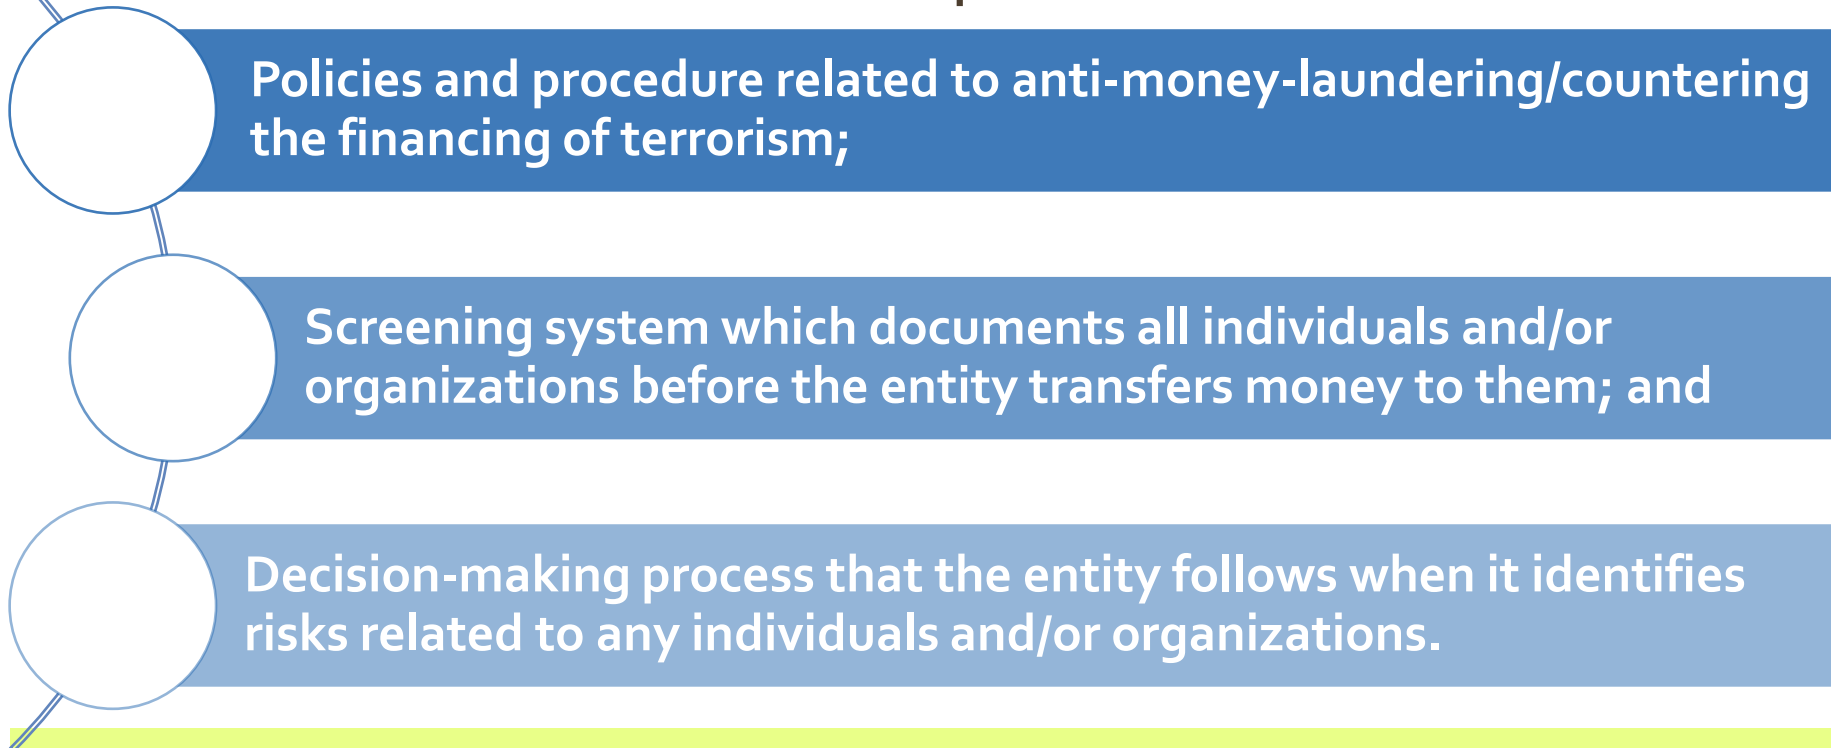 Policies and procedure related to anti-money-laundering/countering
the financing of terrorism;
Screening system which documents all individuals and/or
organizations before the entity transfers money to them; and
Decision-making process that the entity follows when it identifies
risks related to any individuals and/or organizations.